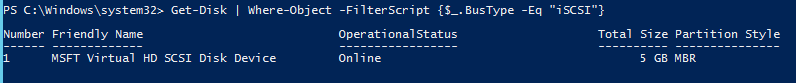 PS C:\Windows\system32> Get-Disk | Where-Object -FilterScript {$_.BusType -Eq "iSCSI"}
Number Friendly Name OperationalStatus Total Size Partition Style
------ ------------- ----------------- ---------- ---------------
1 MSFT Virtual HD SCSI Disk Device Online 5 GB MBR